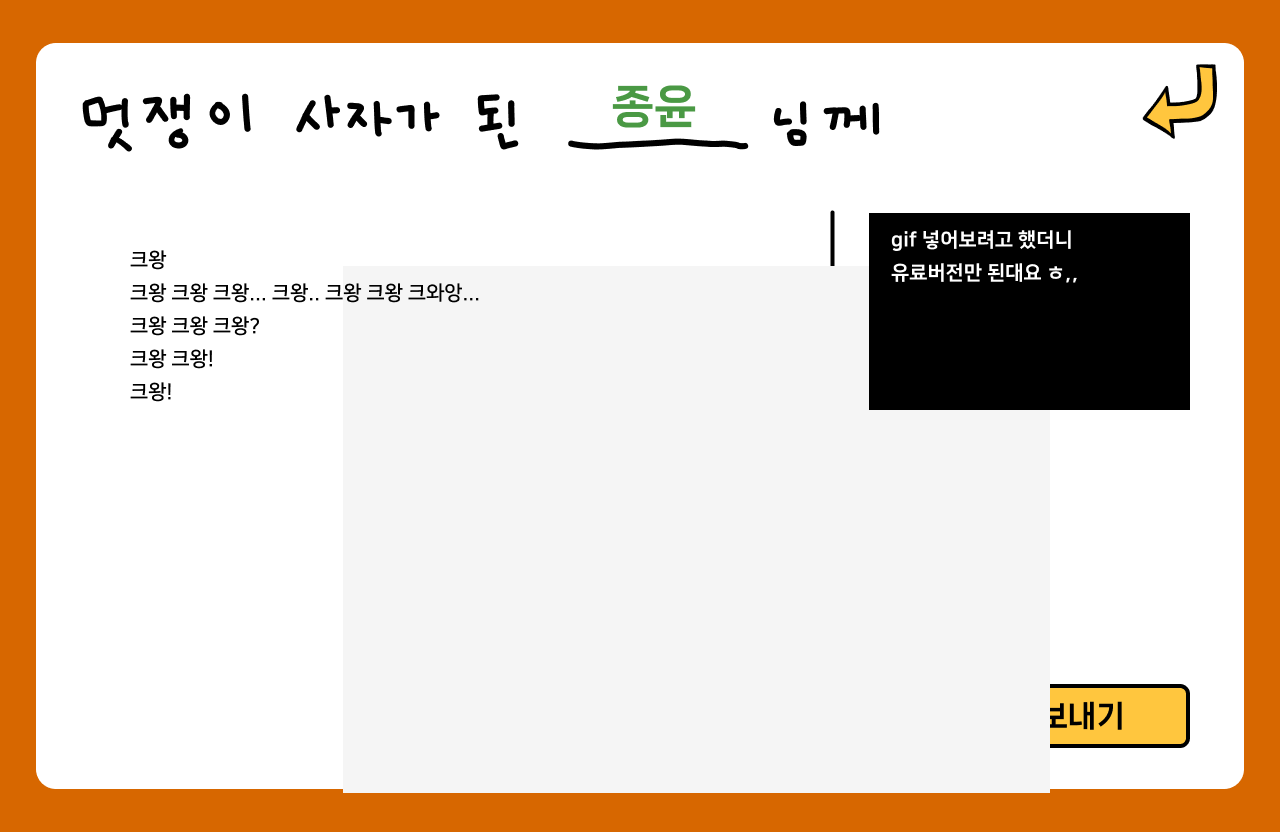 멋쟁이 사자가 된 종윤 님께
크왕
크왕 크왕 크왕... 크왕.. 크왕 크왕 크와앙...
크왕 크왕 크왕?
크왕 크왕!
크왕!
gif 넣어보려고 했더니
유료버전만 된대요 ㅎ,,
보내기